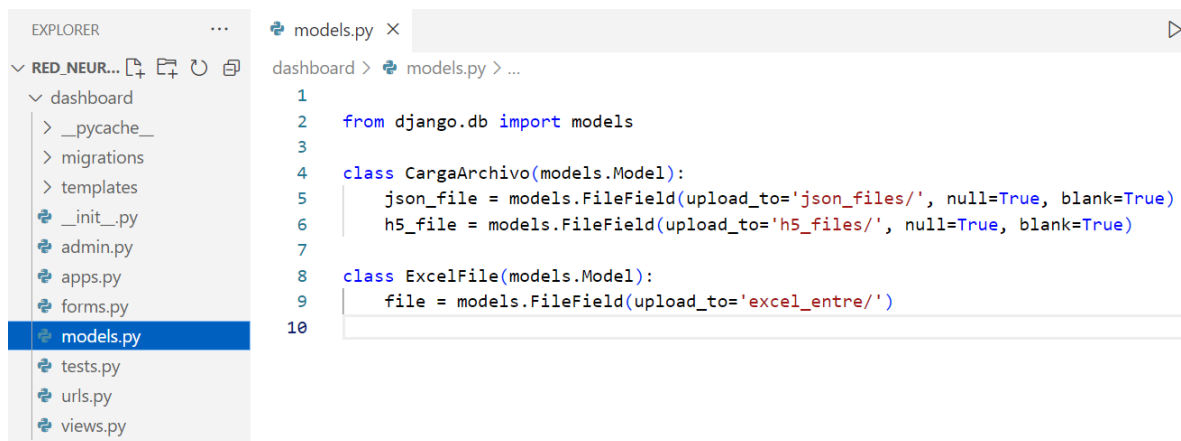 EXPLORER
RED_NEUR...
dashboard
__pycache__
migrations
templates
__init__.py
admin.py
apps.py
forms.py
models.py
tests.py
urls.py
views.py
models.py
dashboard > models.py > ...
1
2 from django.db import models
3
4 class CargaArchivo(models.Model):
5     json_file = models.FileField(upload_to='json_files/', null=True, blank=True)
6     h5_file = models.FileField(upload_to='h5_files/', null=True, blank=True)
7
8 class ExcelFile(models.Model):
9     file = models.FileField(upload_to='excel_entre/')
10